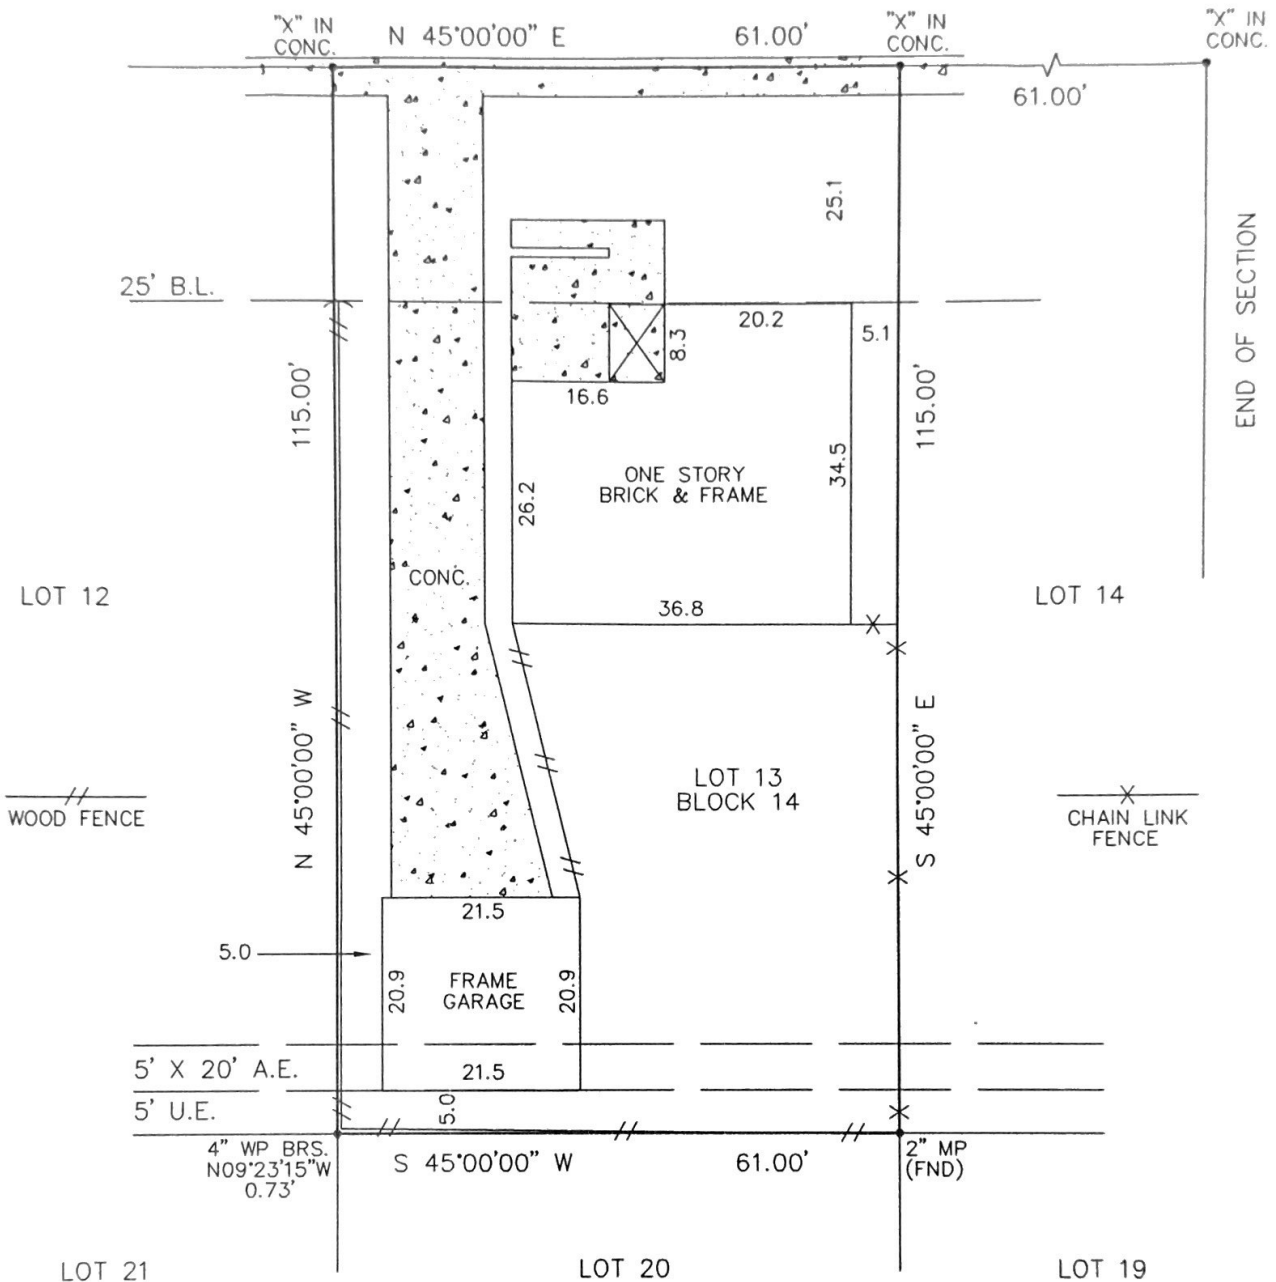 "X" IN
CONC.
N 45°00'00" E
61.00'
"X" IN
CONC.
"X" IN
CONC.
61.00'
25.1
END OF SECTION
25' B.L.
20.2
5.1
8.3
16.6
115.00'
115.00'
34.5
ONE STORY
BRICK & FRAME
26.2
CONC.
36.8
LOT 12
LOT 14
N 45°00'00" W
S 45°00'00" E
LOT 13
BLOCK 14
WOOD FENCE
CHAIN LINK
FENCE
21.5
5.0
20.9
FRAME
GARAGE
20.9
5' X 20' A.E.
21.5
5' U.E.
5.0
4" WP BRS.
N09°23'15"W
0.73'
S 45°00'00" W
61.00'
2" MP
(FND)
LOT 21
LOT 20
LOT 19